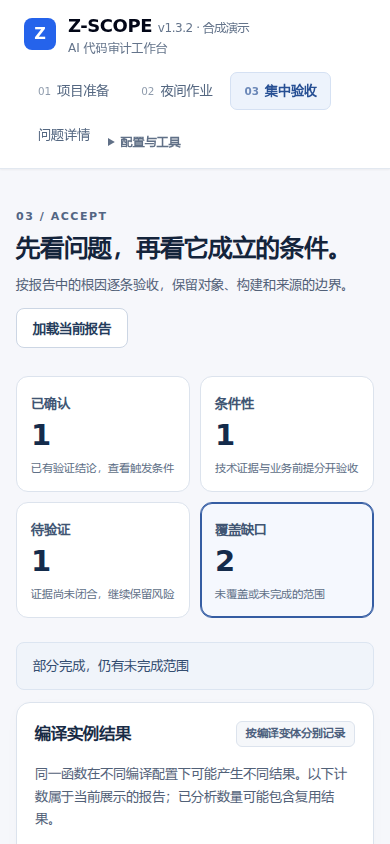 Z
Z-SCOPE v1.3.2 · 合成演示
AI 代码审计工作台
01 项目准备
02 夜间作业
03 集中验收
问题详情
▶ 配置与工具
03 / ACCEPT
先看问题，再看它成立的条件。
按报告中的根因逐条验收，保留对象、构建和来源的边界。
加载当前报告
已确认
1
已有验证结论，查看触发条件
条件性
1
技术证据与业务前提分开验收
待验证
1
证据尚未闭合，继续保留风险
覆盖缺口
2
未覆盖或未完成的范围
部分完成，仍有未完成范围
编译实例结果
按编译变体分别记录
同一函数在不同编译配置下可能产生不同结果。以下计
数属于当前展示的报告；已分析数量可能包含复用结
果。